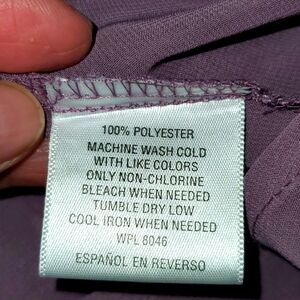 100% POLYESTER
MACHINE WASH COLD
WITH LIKE COLORS
ONLY NON-CHLORINE
BLEACH WHEN NEEDED
TUMBLE DRY LOW
COOL IRON WHEN NEEDED
WPL 8046
ESPAÑOL EN REVERSO